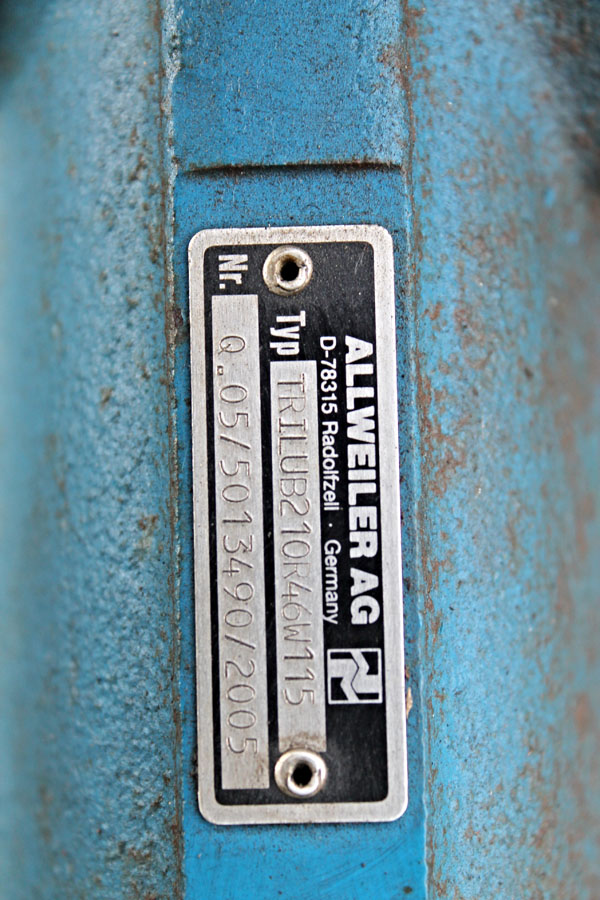 ALLWEILER AG
D-78315 Radolfzell · Germany
Typ TRILUB210R46W115
Nr. Q.05/5013490/2005